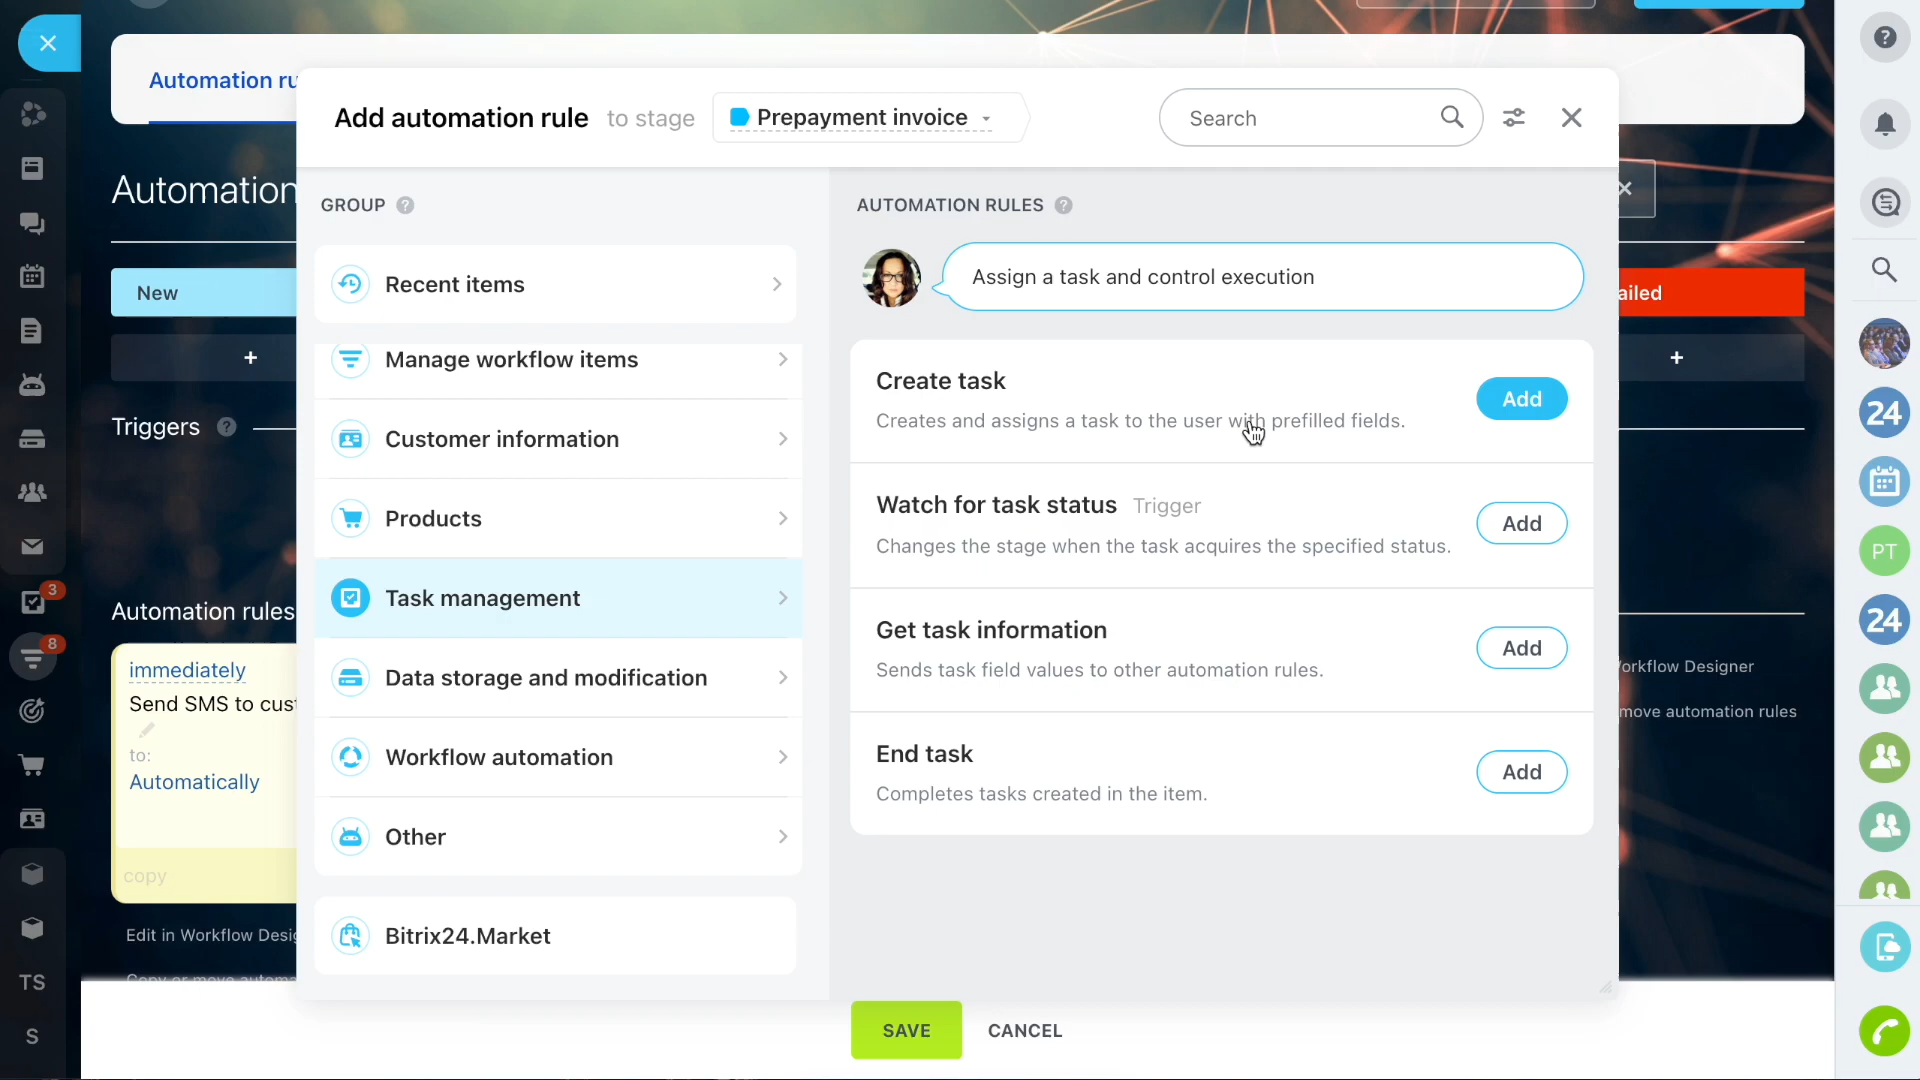 Automation ru
Add automation rule to stage Prepayment invoice
Search
Automation
GROUP ?
AUTOMATION RULES ?
Recent items
Assign a task and control execution
New
ailed
Manage workflow items
+
+
Create task
Creates and assigns a task to the user with prefilled fields.
Add
Triggers ?
Customer information
Watch for task status Trigger
Changes the stage when the task acquires the specified status.
Add
Products
Task management
Automation rules
Get task information
Sends task field values to other automation rules.
Add
immediately
Send SMS to cust
to:
Automatically
copy
Data storage and modification
orkflow Designer
move automation rules
Workflow automation
End task
Completes tasks created in the item.
Add
Other
Bitrix24.Market
Edit in Workflow Desig
Copy or move automa
SAVE CANCEL
3
8
TS
S
?
24
PT
24